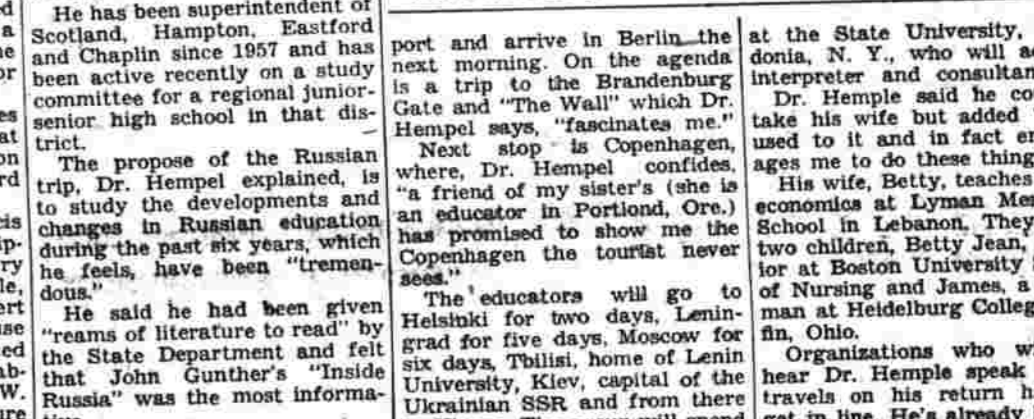 He has been superintendent of
Scotland, Hampton, Eastford
and Chaplin since 1957 and has
been active recently on a study
committee for a regional junior-
senior high school in that dis-
trict.
The propose of the Russian
trip, Dr. Hempel explained, is
to study the developments and
changes in Russian education
during the past six years, which
he feels, have been "tremen-
dous."
He said he had been given
"reams of literature to read" by
the State Department and felt
that John Gunther's "Inside
Russia" was the most informa-
port and arrive in Berlin the
next morning. On the agenda
is a trip to the Brandenburg
Gate and "The Wall" which Dr.
Hempel says, "fascinates me."
Next stop is Copenhagen,
where, Dr. Hempel confides,
"a friend of my sister's (she is
an educator in Portland, Ore.)
has promised to show me the
Copenhagen the tourist never
sees."
The educators will go to
Helsinki for two days, Lenin-
grad for five days, Moscow for
six days, Tbilisi, home of Lenin
University, Kiev, capital of the
Ukrainian SSR and from there
at the State University,
donia, N. Y., who will
interpreter and
Dr. Hemple said he
take his wife but added
used to it and in fact
ages me to do these
His wife, Betty, teaches
economics at Lyman
School in Lebanon. They
two children, Betty Jean,
ior at Boston University
of Nursing and James, a
man at Heidelburg
fin, Ohio.
Organizations who
hear Dr. Hemple speak
travels on his return
get in line. He's already